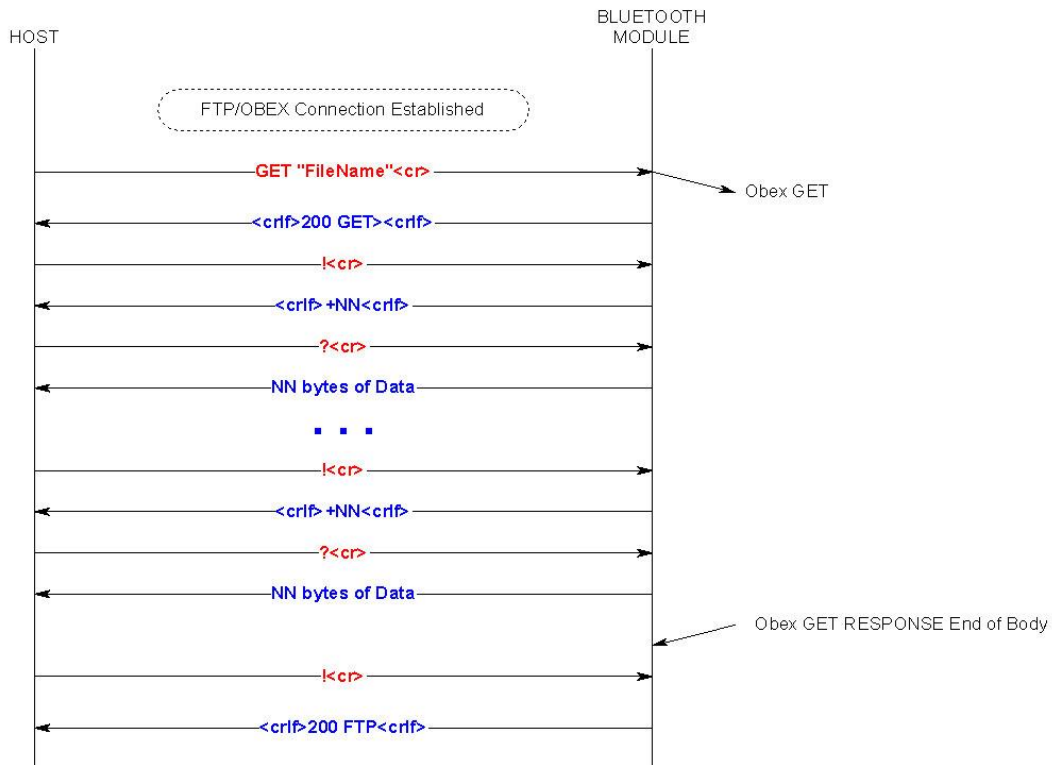 HOST
BLUETOOTH
MODULE
FTP/OBEX Connection Established
GET "FileName"<cr>
Obex GET
<crlf>200 GET><crlf>
!<cr>
<crlf>+NN<crlf>
?<cr>
NN bytes of Data
. . .
!<cr>
<crlf>+NN<crlf>
?<cr>
NN bytes of Data
Obex GET RESPONSE End of Body
!<cr>
<crlf>200 FTP<crlf>